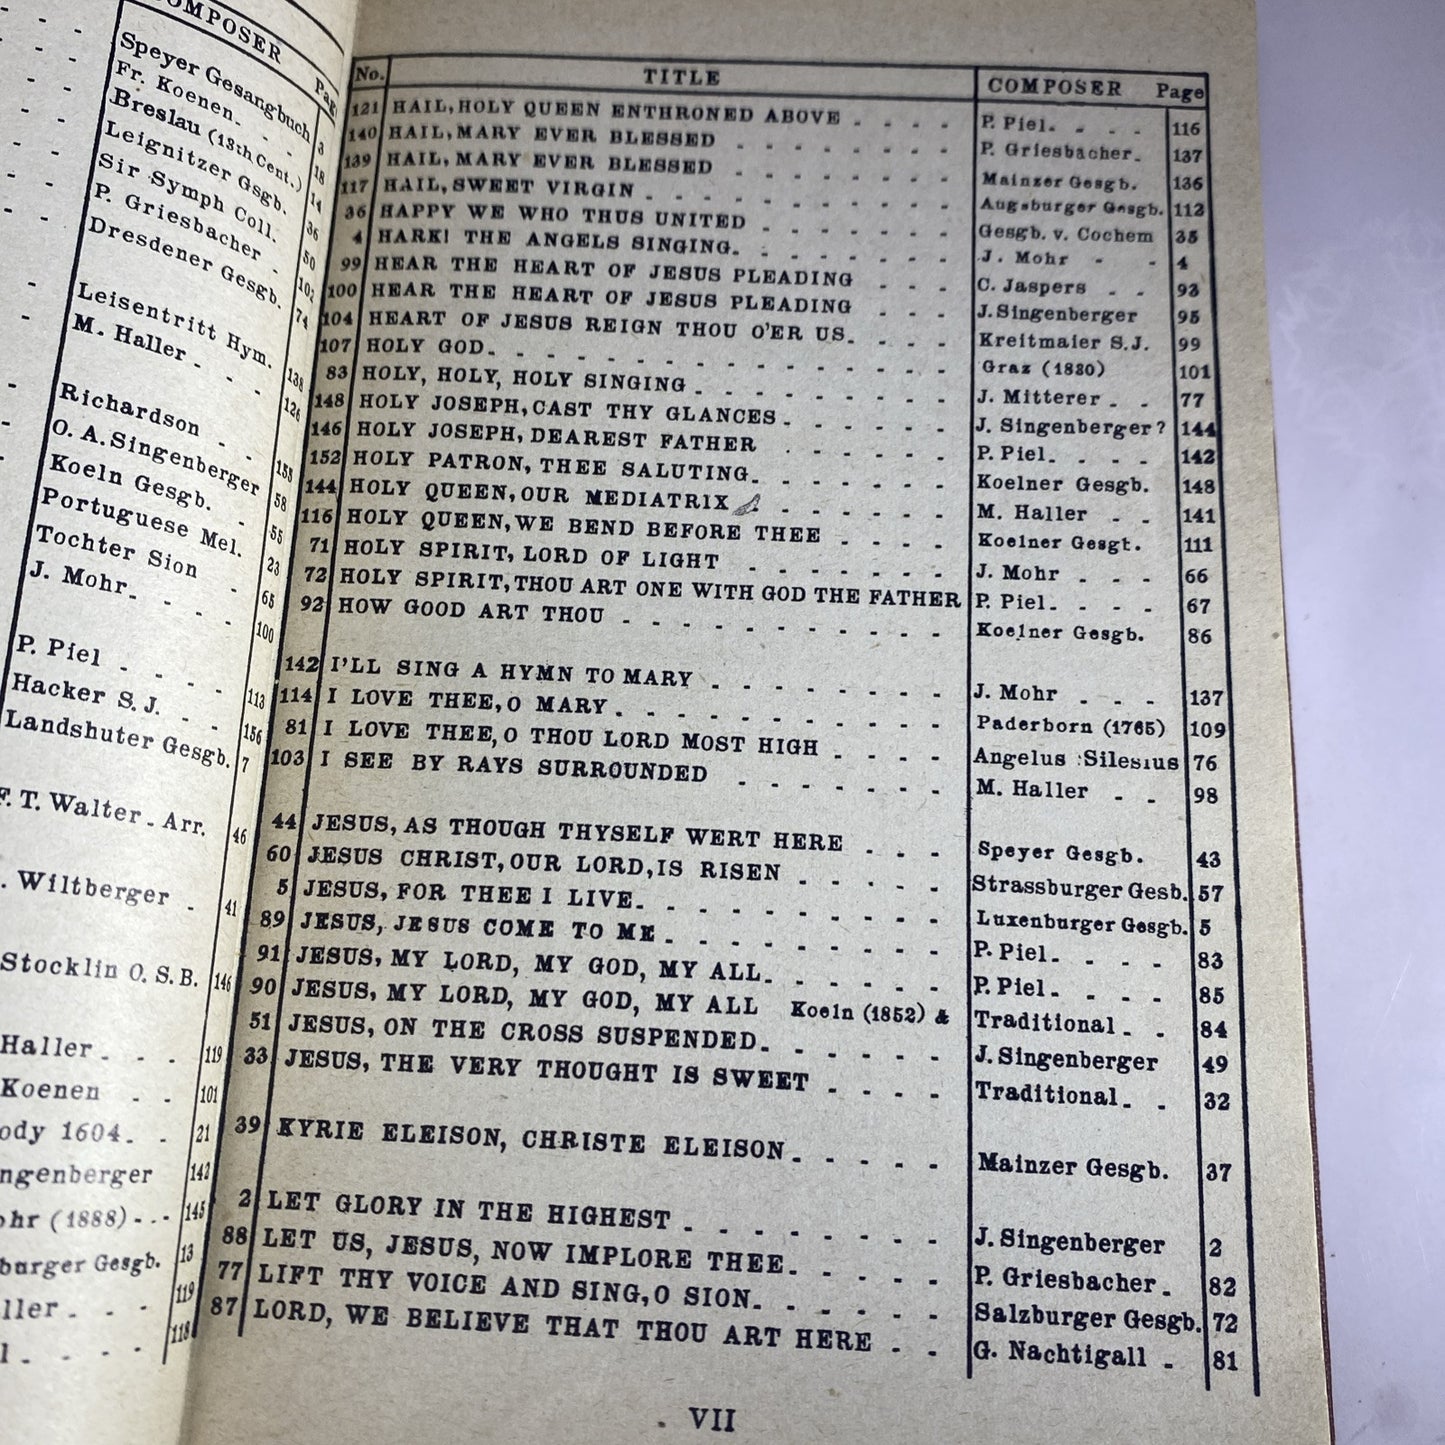 COMPOSER Page
Speyer Gesangbuch 3
Fr. Koenen. - - 18
Breslau (13th Cent.) 14
Leignitzer Gsgb. 36
Sir Symph Coll. 50
P. Griesbacher - 102
Dresdener Gesgb. 74
Leisentritt Hym. 138
M. Haller - - - 126
Richardson - - 155
O. A. Singenberger 58
Koeln Gesgb. - 55
Portuguese Mel. 23
Tochter Sion - 65
J. Mohr - - - - 100
P. Piel - - - - 113
Hacker S. J. - - 156
Landshuter Gesgb. 7
F. T. Walter - Arr. 46
. Wiltberger - 41
Stocklin O. S. B. 146
Haller - - - 119
Koenen - - 101
ody 1604 - - 21
ngenberger 142
ohr (1888) - - - 145
burger Gesgb. 13
aller - - - 119
l - - - - 118
No. TITLE COMPOSER Page
121 HAIL, HOLY QUEEN ENTHRONED ABOVE - - - - P. Piel. - - - 116
140 HAIL, MARY EVER BLESSED - - - - - - - - P. Griesbacher. 137
139 HAIL, MARY EVER BLESSED - - - - - - - - Mainzer Gesgb. 136
117 HAIL, SWEET VIRGIN - - - - - - - - - - - Augsburger Gesgb. 112
36 HAPPY WE WHO THUS UNITED - - - - - - - Gesgb. v. Cochem 35
4 HARK! THE ANGELS SINGING. - - - - - - - J. Mohr - - 4
99 HEAR THE HEART OF JESUS PLEADING - - - C. Jaspers - - 93
100 HEAR THE HEART OF JESUS PLEADING - - - J. Singenberger 95
104 HEART OF JESUS REIGN THOU O'ER US. - - - Kreitmaier S.J. 99
107 HOLY GOD. - - - - - - - - - - - - - - - Graz (1830) 101
83 HOLY, HOLY, HOLY SINGING - - - - - - - - J. Mitterer - - 77
148 HOLY JOSEPH, CAST THY GLANCES - - - - - - J. Singenberger? 144
146 HOLY JOSEPH, DEAREST FATHER - - - - - - P. Piel. - - - 142
152 HOLY PATRON, THEE SALUTING. - - - - - - Koelner Gesgb. 148
144 HOLY QUEEN, OUR MEDIATRIX - - - - - - M. Haller - - 141
116 HOLY QUEEN, WE BEND BEFORE THEE - - - - Koelner Gesgt. 111
71 HOLY SPIRIT, LORD OF LIGHT - - - - - - - J. Mohr - - - 66
72 HOLY SPIRIT, THOU ART ONE WITH GOD THE FATHER P. Piel - - - - 67
92 HOW GOOD ART THOU - - - - - - - - - - - Koelner Gesgb. 86
142 I'LL SING A HYMN TO MARY - - - - - - - - J. Mohr - - - 137
114 I LOVE THEE, O MARY. - - - - - - - - - - Paderborn (1765) 109
81 I LOVE THEE, O THOU LORD MOST HIGH - - - - Angelus Silesius 76
103 I SEE BY RAYS SURROUNDED - - - - - - - M. Haller - - 98
44 JESUS, AS THOUGH THYSELF WERT HERE - - - Speyer Gesgb. 43
60 JESUS CHRIST, OUR LORD, IS RISEN - - - - - Strassburger Gesb. 57
5 JESUS, FOR THEE I LIVE. - - - - - - - - - Luxenburger Gesgb. 5
89 JESUS, JESUS COME TO ME - - - - - - - - - P. Piel. - - - 83
91 JESUS, MY LORD, MY GOD, MY ALL. - - - - - P. Piel - - - - 85
90 JESUS, MY LORD, MY GOD, MY ALL Koeln (1852) & Traditional - - 84
51 JESUS, ON THE CROSS SUSPENDED. - - - - - - J. Singenberger 49
33 JESUS, THE VERY THOUGHT IS SWEET - - - - Traditional - - 32
39 KYRIE ELEISON, CHRISTE ELEISON. - - - - - Mainzer Gesgb. 37
2 LET GLORY IN THE HIGHEST - - - - - - - J. Singenberger 2
88 LET US, JESUS, NOW IMPLORE THEE. - - - - - P. Griesbacher - 82
77 LIFT THY VOICE AND SING, O SION. - - - - - - Salzburger Gesgb. 72
87 LORD, WE BELIEVE THAT THOU ART HERE - - G. Nachtigall - 81
VII